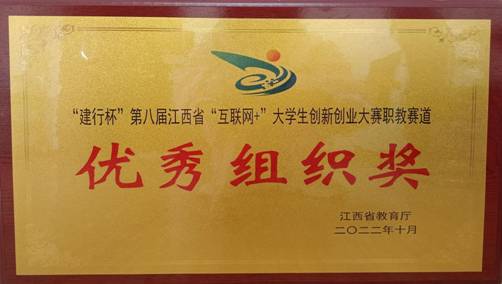 “建行杯”第八届江西省“互联网+”大学生创新创业大赛职教赛道
优秀组织奖
江西省教育厅
二〇二二年十月